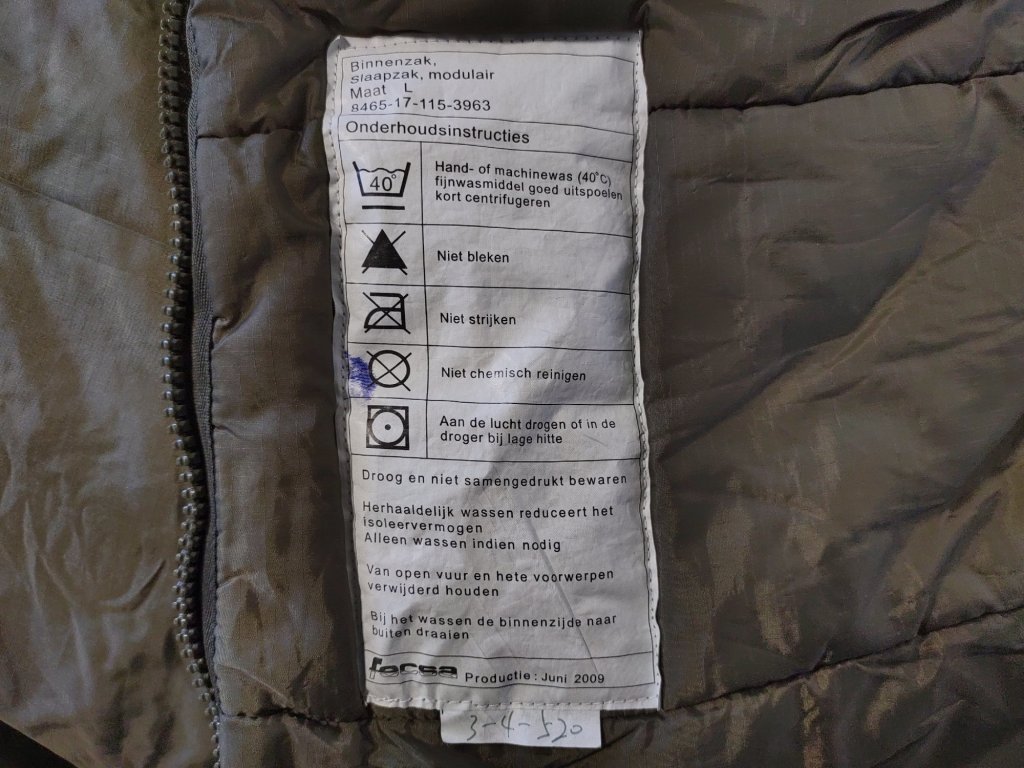 Binnenzak,
slaapzak, modulair
Maat L
8465-17-115-3963
Onderhoudsinstructies
40°
Hand- of machinewas (40°C)
fijnwasmiddel goed uitspoelen
kort centrifugeren
Niet bleken
Niet strijken
Niet chemisch reinigen
Aan de lucht drogen of in de
droger bij lage hitte
Droog en niet samengedrukt bewaren
Herhaaldelijk wassen reduceert het
isoleervermogen
Alleen wassen indien nodig
Van open vuur en hete voorwerpen
verwijderd houden
Bij het wassen de binnenzijde naar
buiten draaien
fecsa Productie: Juni 2009
3-4-520